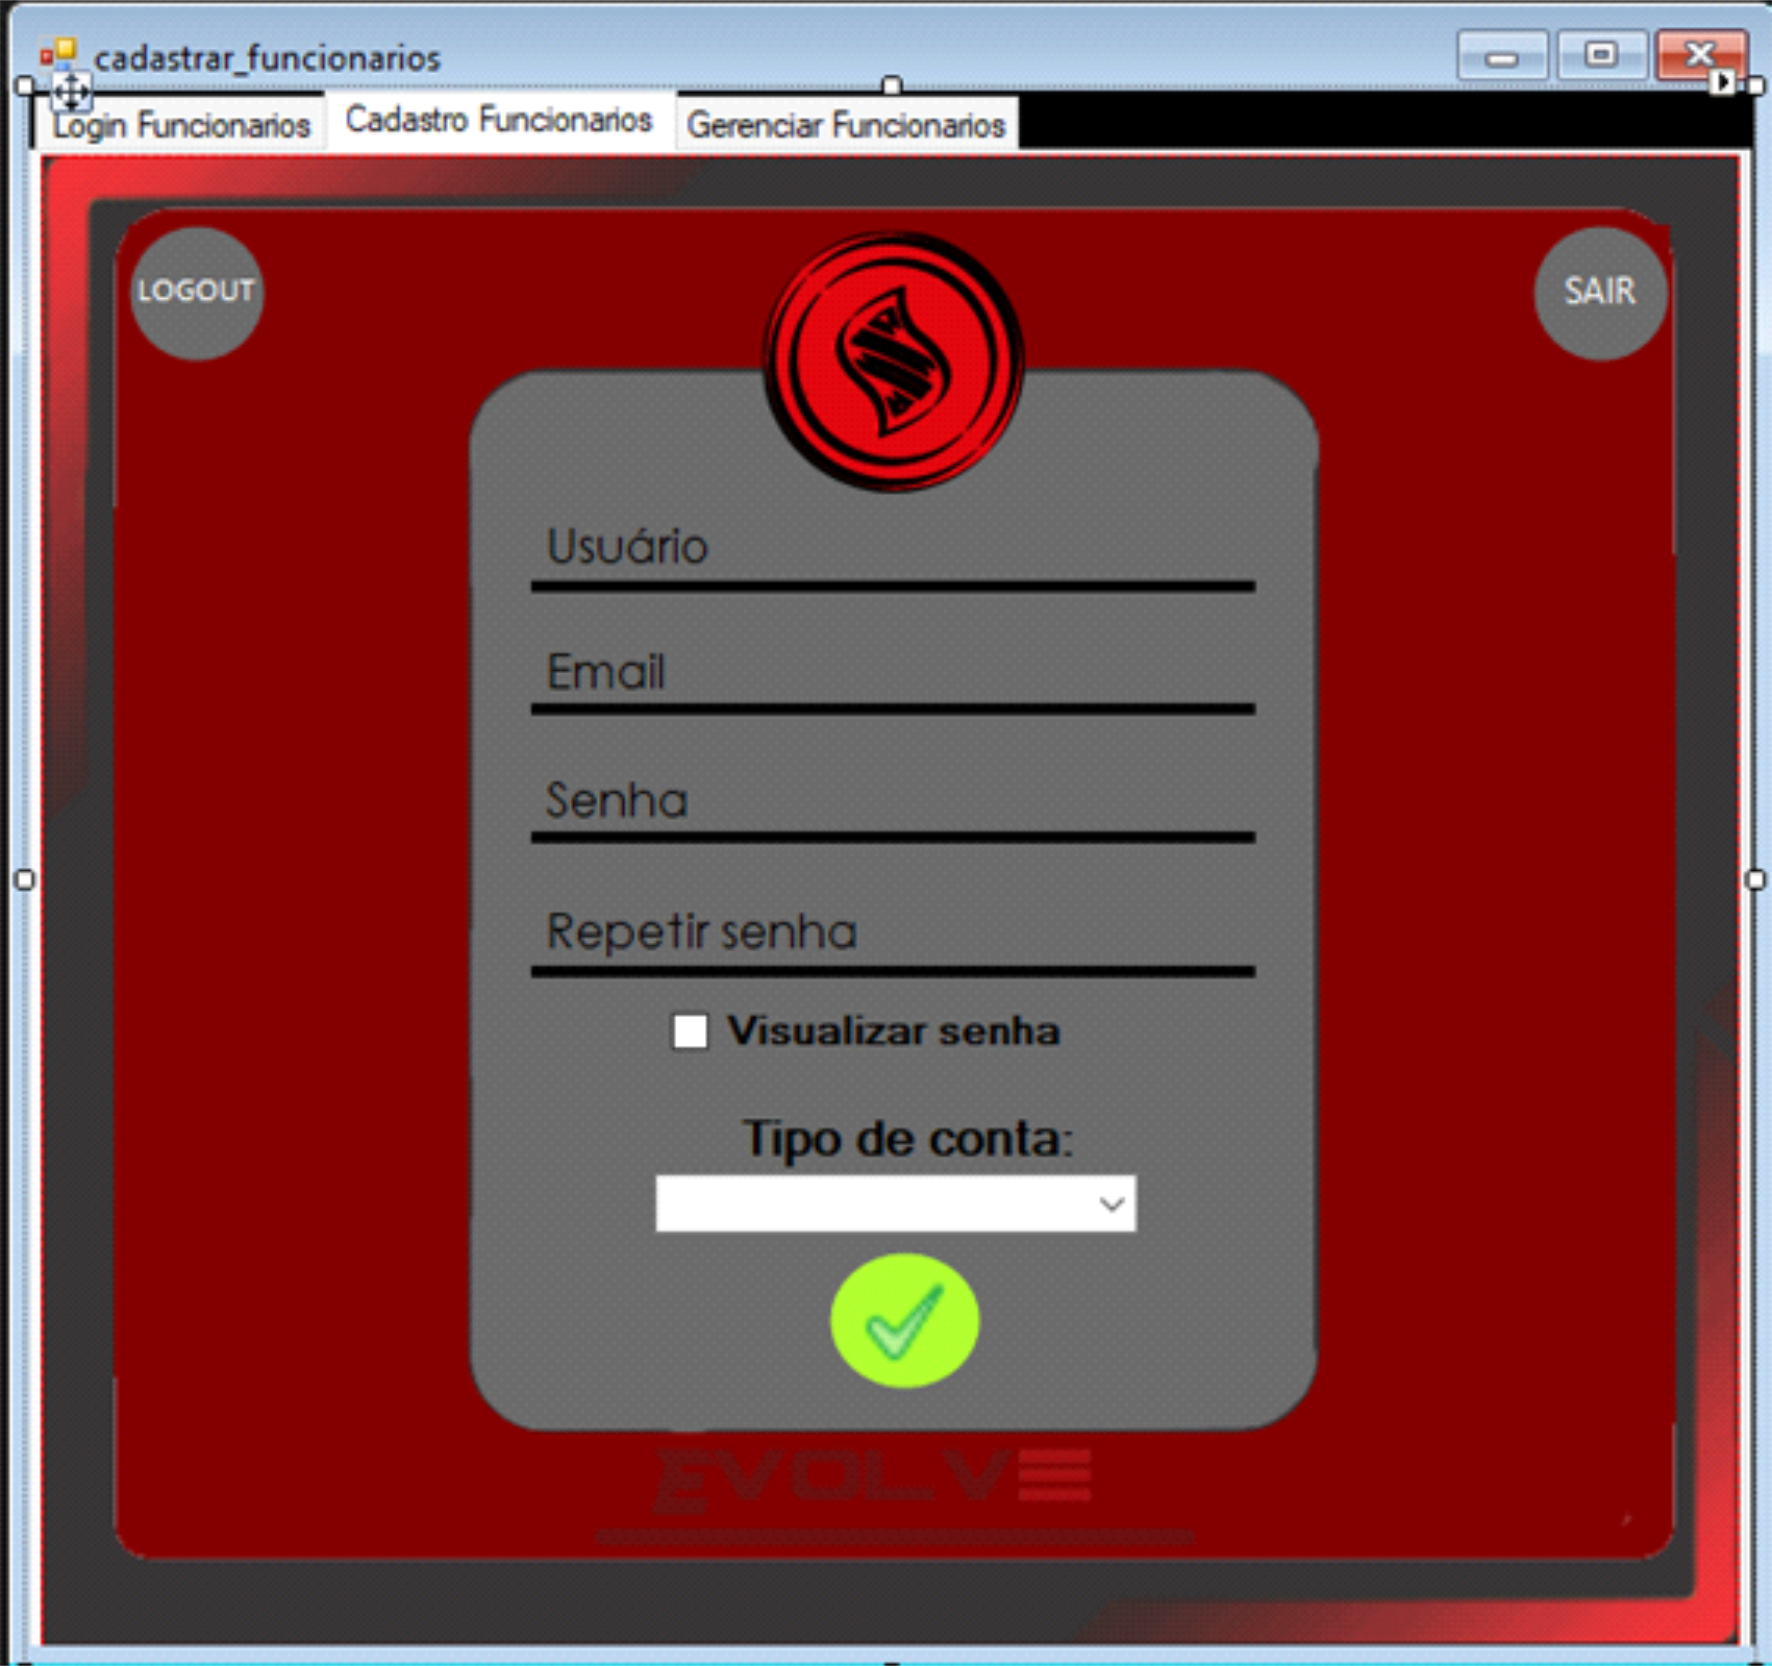 cadastrar_funcionarios
Login Funcionarios Cadastro Funcionarios Gerenciar Funcionarios
LOGOUT
SAIR
Usuário
Email
Senha
Repetir senha
Visualizar senha
Tipo de conta:
EVOLVE